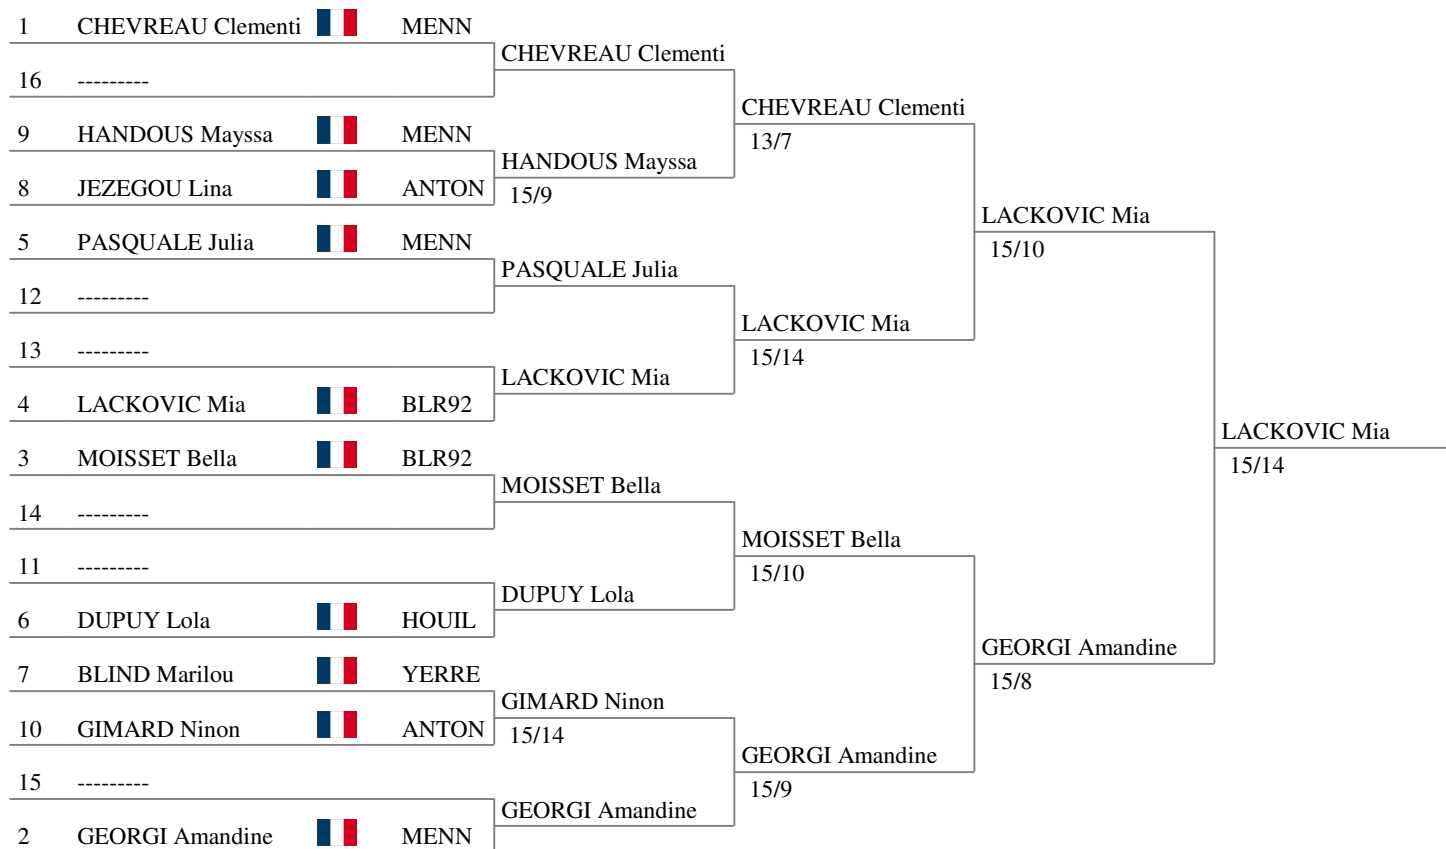 1 CHEVREAU Clementi MENN
16 ---------
9 HANDOUS Mayssa MENN
8 JEZEGOU Lina ANTON
5 PASQUALE Julia MENN
12 ---------
13 ---------
4 LACKOVIC Mia BLR92
3 MOISSET Bella BLR92
14 ---------
11 ---------
6 DUPUY Lola HOUIL
7 BLIND Marilou YERRE
10 GIMARD Ninon ANTON
15 ---------
2 GEORGI Amandine MENN
CHEVREAU Clementi
HANDOUS Mayssa
15/9
PASQUALE Julia
LACKOVIC Mia
MOISSET Bella
DUPUY Lola
GIMARD Ninon
15/14
GEORGI Amandine
CHEVREAU Clementi
13/7
LACKOVIC Mia
15/14
MOISSET Bella
15/10
GEORGI Amandine
15/9
LACKOVIC Mia
15/10
GEORGI Amandine
15/8
LACKOVIC Mia
15/14